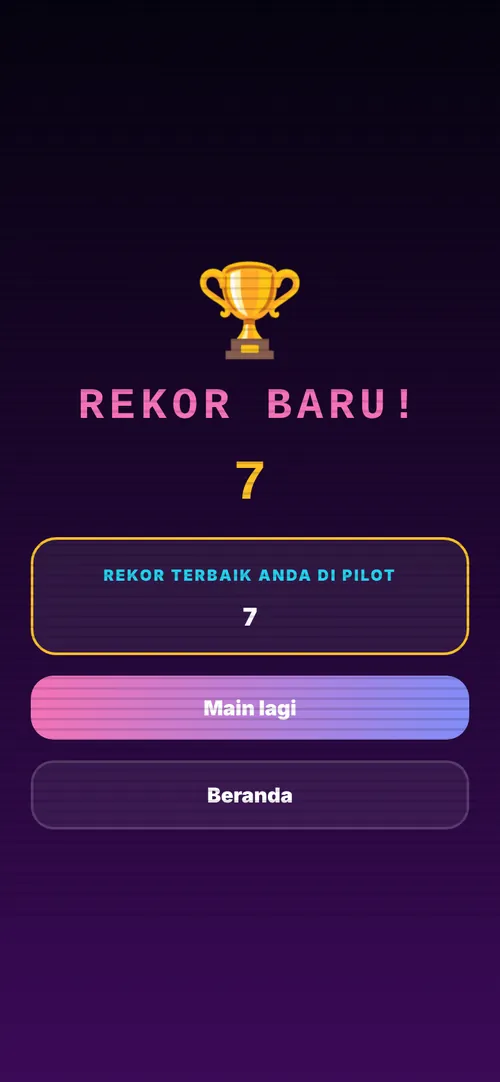 REKOR BARU!
7
REKOR TERBAIK ANDA DI PILOT
7
Main lagi
Beranda